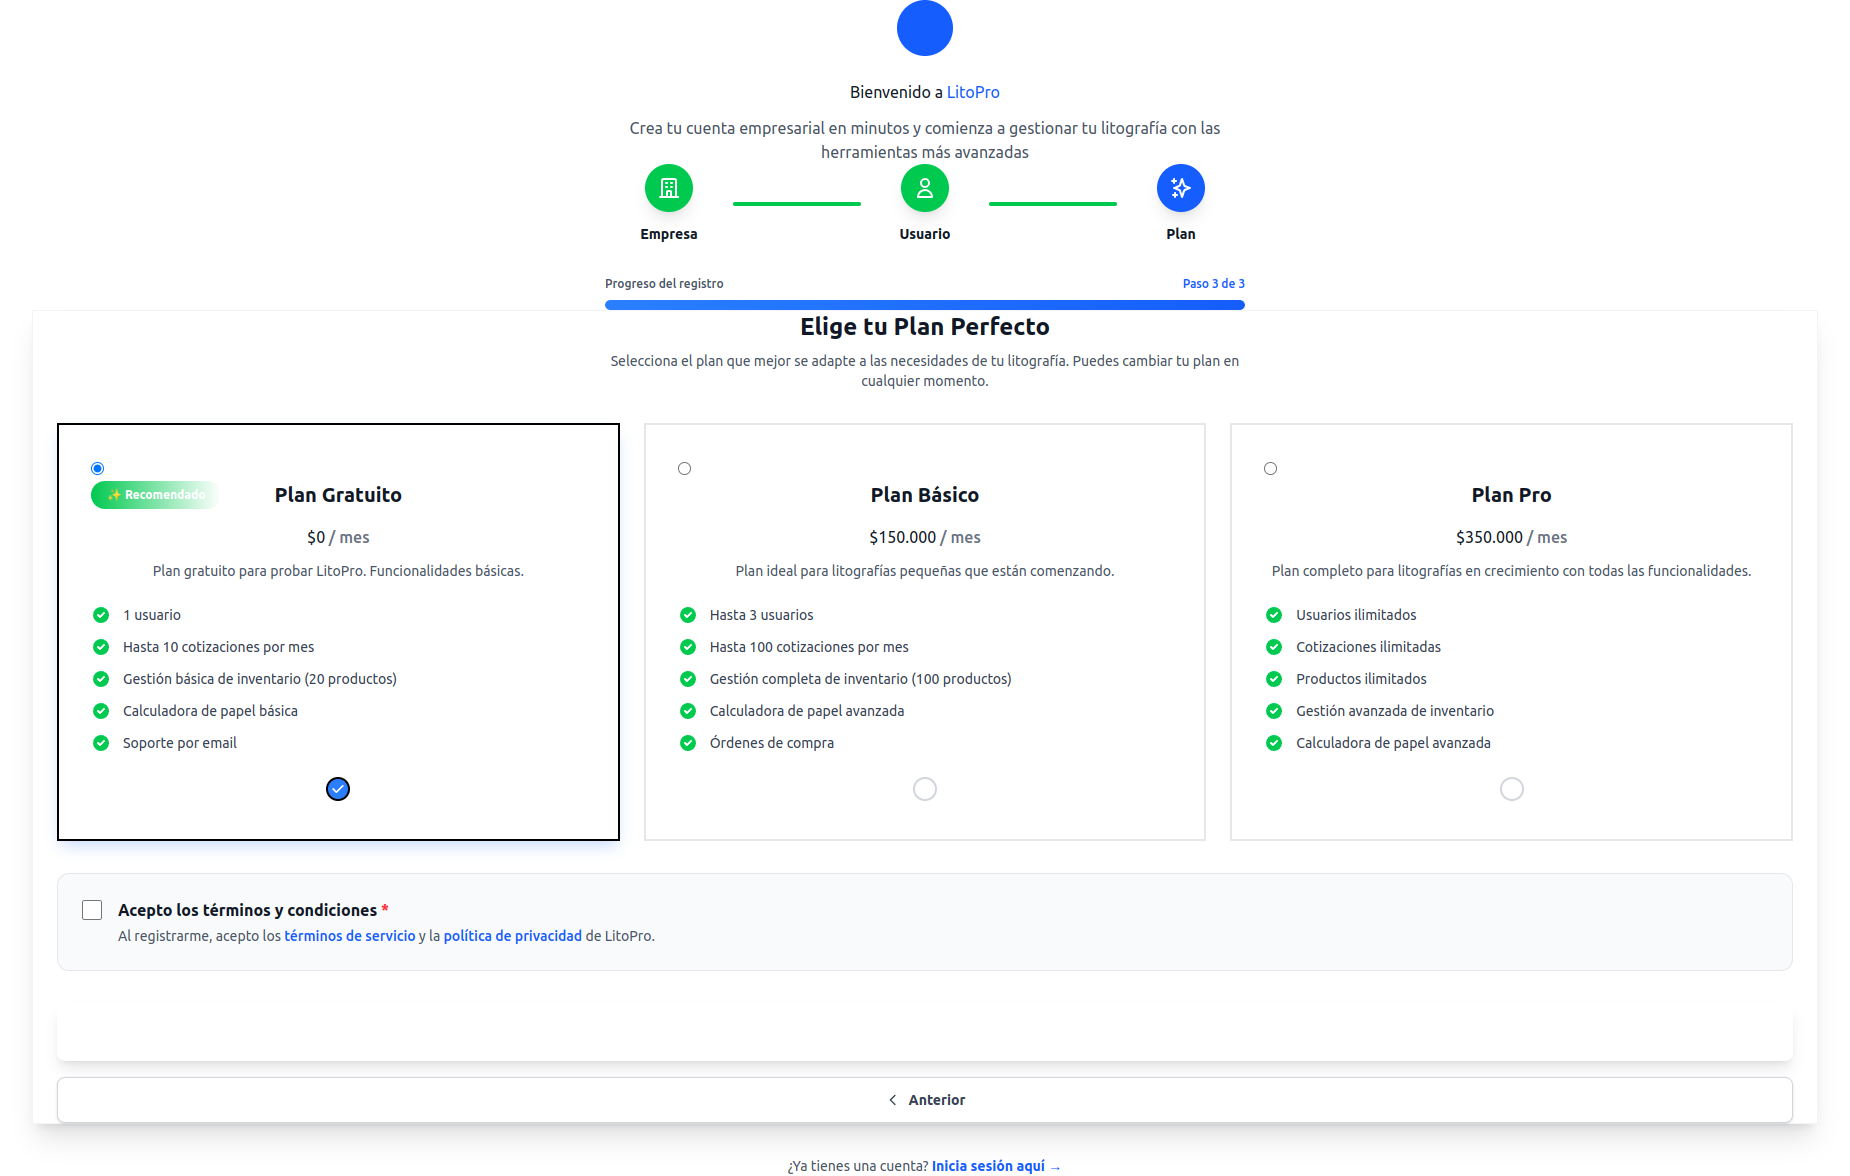 Bienvenido a LitoPro
Crea tu cuenta empresarial en minutos y comienza a gestionar tu litografía con las
herramientas más avanzadas
Empresa
Usuario
Plan
Progreso del registro
Paso 3 de 3
Elige tu Plan Perfecto
Selecciona el plan que mejor se adapte a las necesidades de tu litografía. Puedes cambiar tu plan en
cualquier momento.
✨ Recomendado
Plan Gratuito
$0 / mes
Plan gratuito para probar LitoPro. Funcionalidades básicas.
1 usuario
Hasta 10 cotizaciones por mes
Gestión básica de inventario (20 productos)
Calculadora de papel básica
Soporte por email
Plan Básico
$150.000 / mes
Plan ideal para litografías pequeñas que están comenzando.
Hasta 3 usuarios
Hasta 100 cotizaciones por mes
Gestión completa de inventario (100 productos)
Calculadora de papel avanzada
Órdenes de compra
Plan Pro
$350.000 / mes
Plan completo para litografías en crecimiento con todas las funcionalidades.
Usuarios ilimitados
Cotizaciones ilimitadas
Productos ilimitados
Gestión avanzada de inventario
Calculadora de papel avanzada
Acepto los términos y condiciones *
Al registrarme, acepto los términos de servicio y la política de privacidad de LitoPro.
Anterior
¿Ya tienes una cuenta? Inicia sesión aquí →